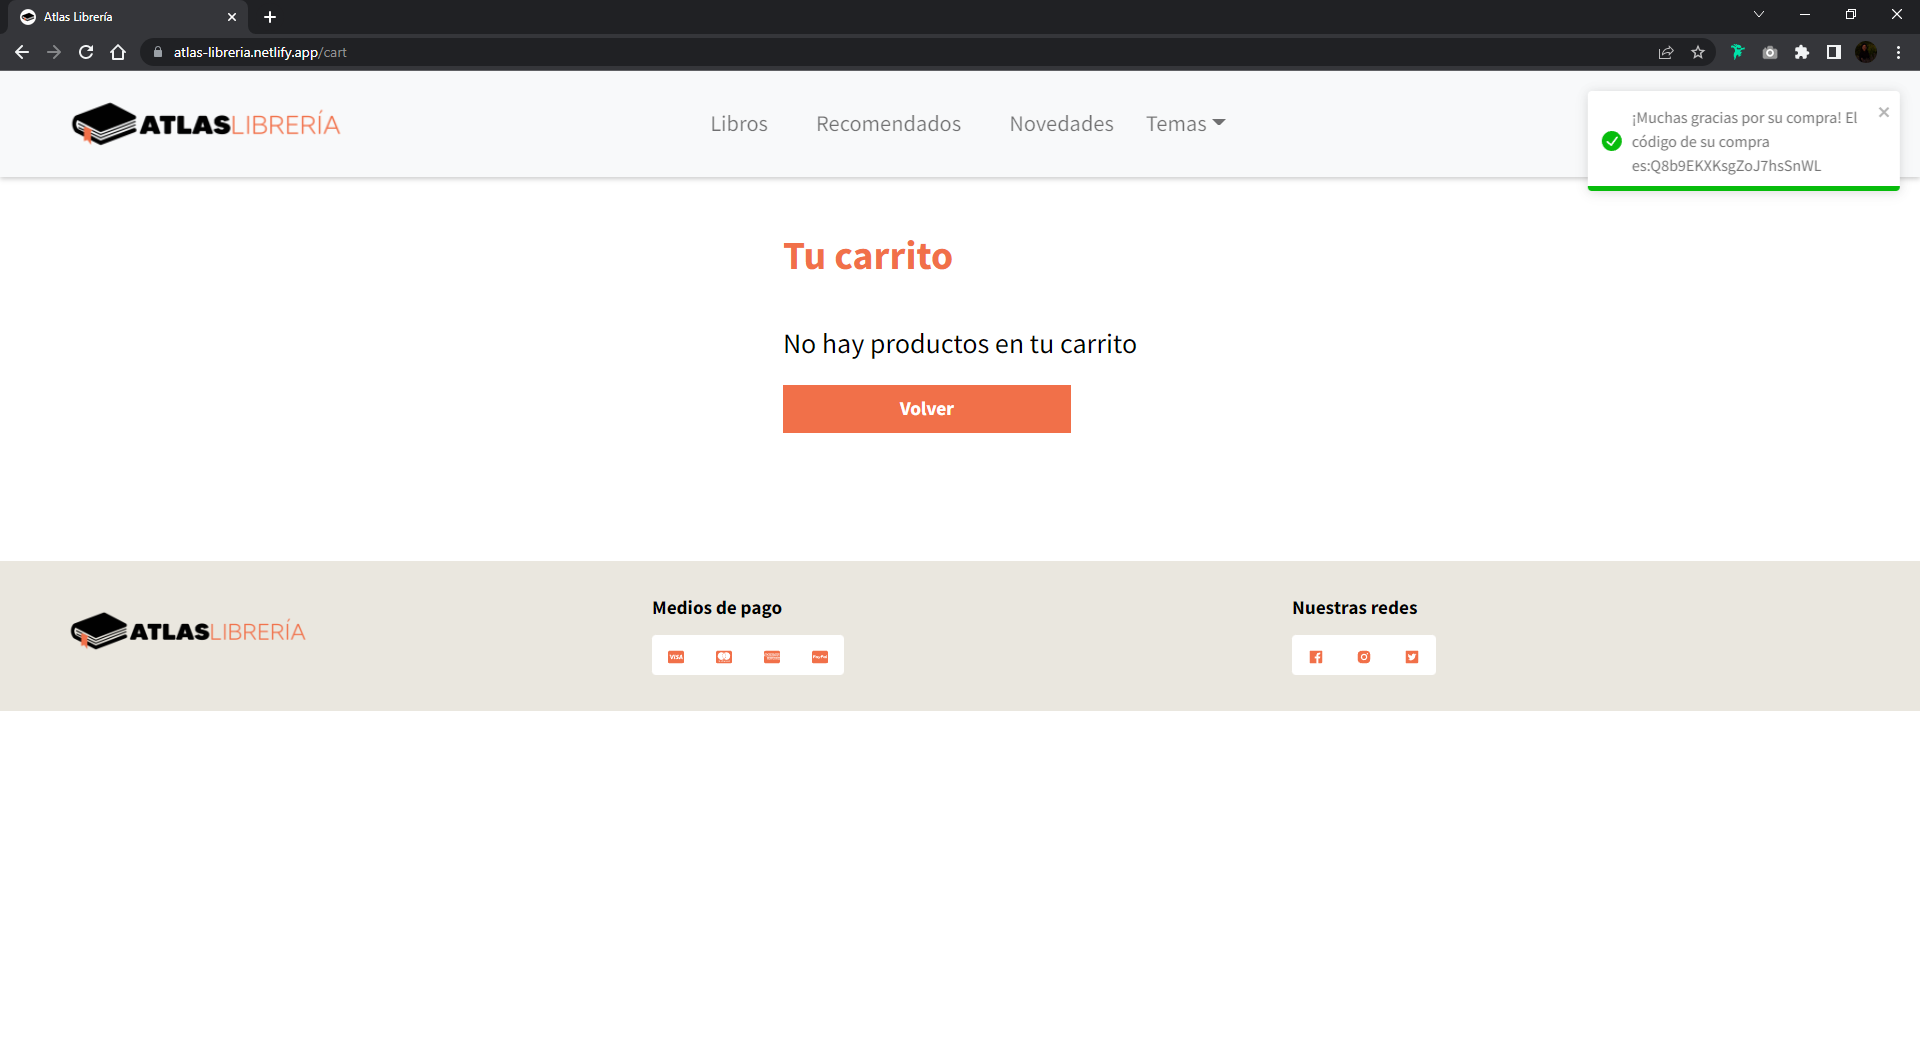 Atlas Librería
atlas-libreria.netlify.app/cart
ATLASLIBRERÍA
Libros
Recomendados
Novedades
Temas
¡Muchas gracias por su compra! El
código de su compra
es:Q8b9EKXKsgZoJ7hsSnWL
Tu carrito
No hay productos en tu carrito
Volver
ATLASLIBRERÍA
Medios de pago
VISA
PayPal
Nuestras redes